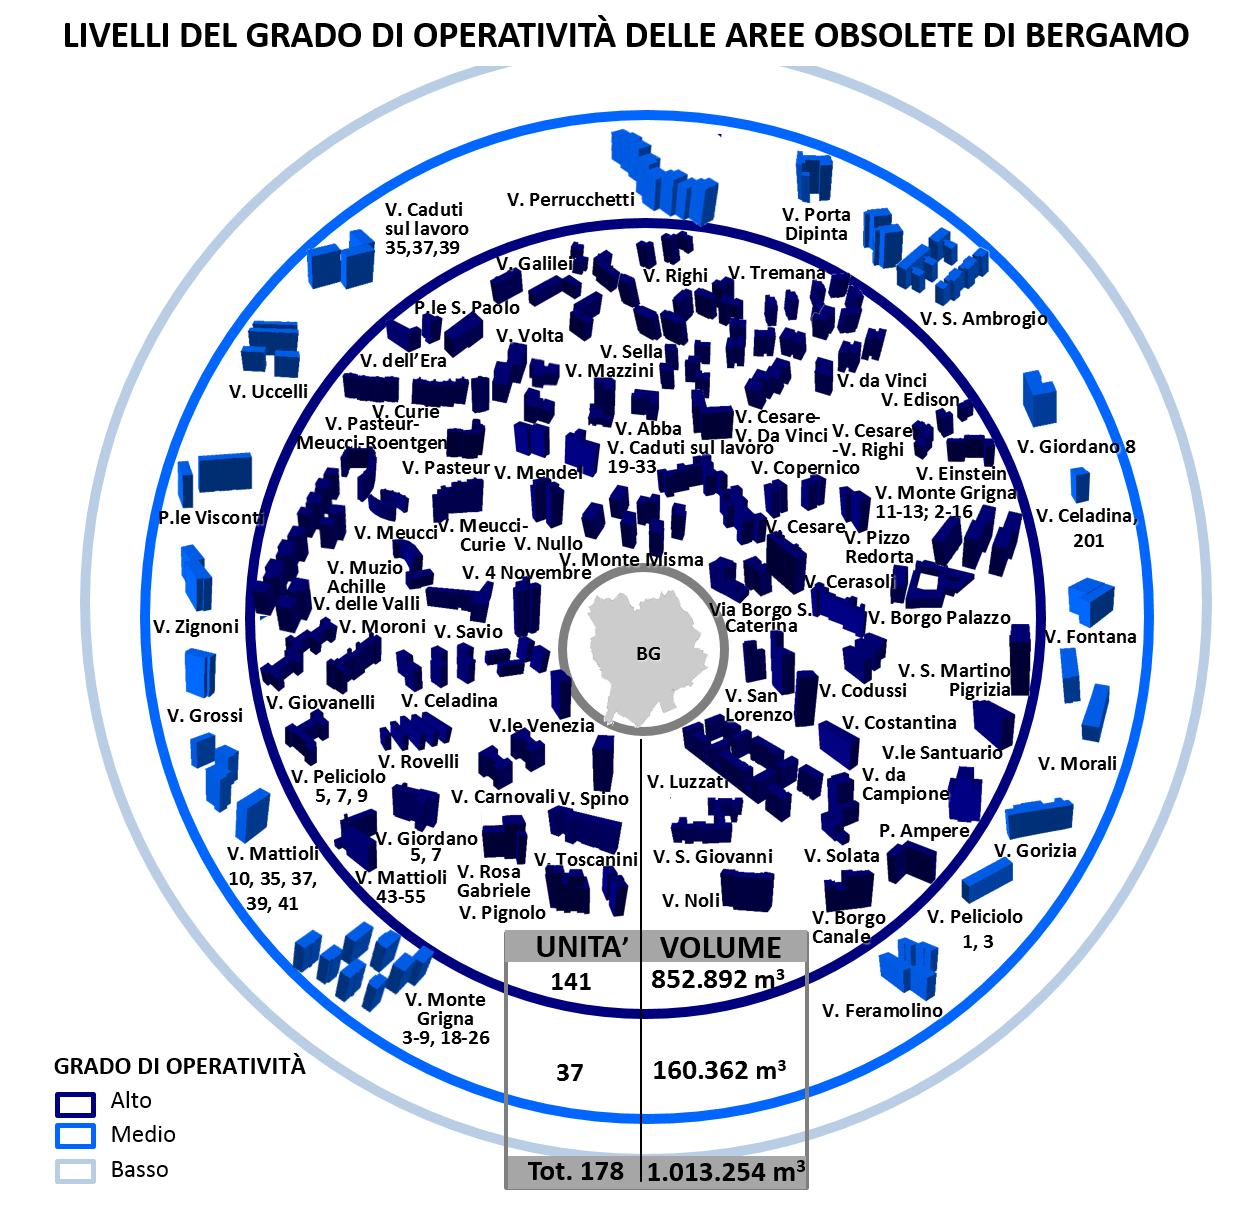 LIVELLI DEL GRADO DI OPERATIVITÀ DELLE AREE OBSOLETE DI BERGAMO
V. Perrucchetti
V. Caduti
sul lavoro
35,37,39
V. Porta
Dipinta
V. S. Ambrogio
V. Galilei
V. Righi
V. Tremana
P.le S. Paolo
V. Volta
V. dell’Era
V. Sella
V. Mazzini
V. da Vinci
V. Edison
V. Uccelli
V. Curie
V. Pasteur-
Meucci-Roentgen
V. Abba
V. Cesare-
V. Da Vinci
V. Cesare
-V. Righi
V. Giordano 8
V. Caduti sul lavoro
19-33
V. Pasteur
V. Mendel
V. Copernico
V. Einstein
V. Monte Grigna
11-13; 2-16
P.le Visconti
V. Celadina,
201
V. Meucci
V. Meucci-
Curie
V. Nullo
V. Cesare
V. Pizzo
Redorta
V. Monte Misma
V. Muzio
Achille
V. 4 Novembre
V. Cerasoli
V. delle Valli
Via Borgo S.
Caterina
V. Borgo Palazzo
V. Zignoni
V. Moroni
V. Savio
V. Fontana
BG
V. S. Martino
Pigrizia
V. Giovanelli
V. Celadina
V. San
Lorenzo
V. Codussi
V. Grossi
V.le Venezia
V. Costantina
V.le Santuario
V. Morali
V. Rovelli
V. Peliciolo
5, 7, 9
V. Carnovali
V. Spino
V. Luzzati
V. da
Campione
V. Giordano
5, 7
P. Ampere
V. Gorizia
V. Mattioli
10, 35, 37,
39, 41
V. Mattioli
43-55
V. Rosa
Gabriele
V. Toscanini
V. S. Giovanni
V. Solata
V. Pignolo
V. Noli
V. Borgo
Canale
V. Peliciolo
1, 3
V. Monte
Grigna
3-9, 18-26
V. Feramolino
UNITA’ VOLUME
141 852.892 m³
37 160.362 m³
Tot. 178 1.013.254 m³
GRADO DI OPERATIVITÀ
Alto
Medio
Basso